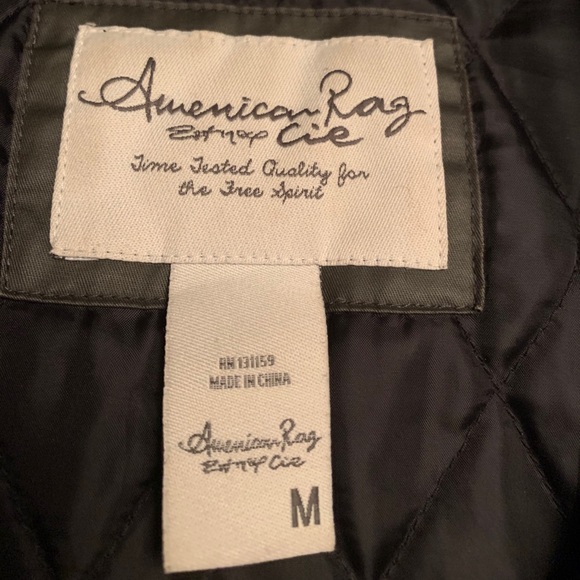 American Rag
Cie
Time Tested Quality for
the Free Spirit
RN 131159
MADE IN CHINA
American Rag
Cie
M